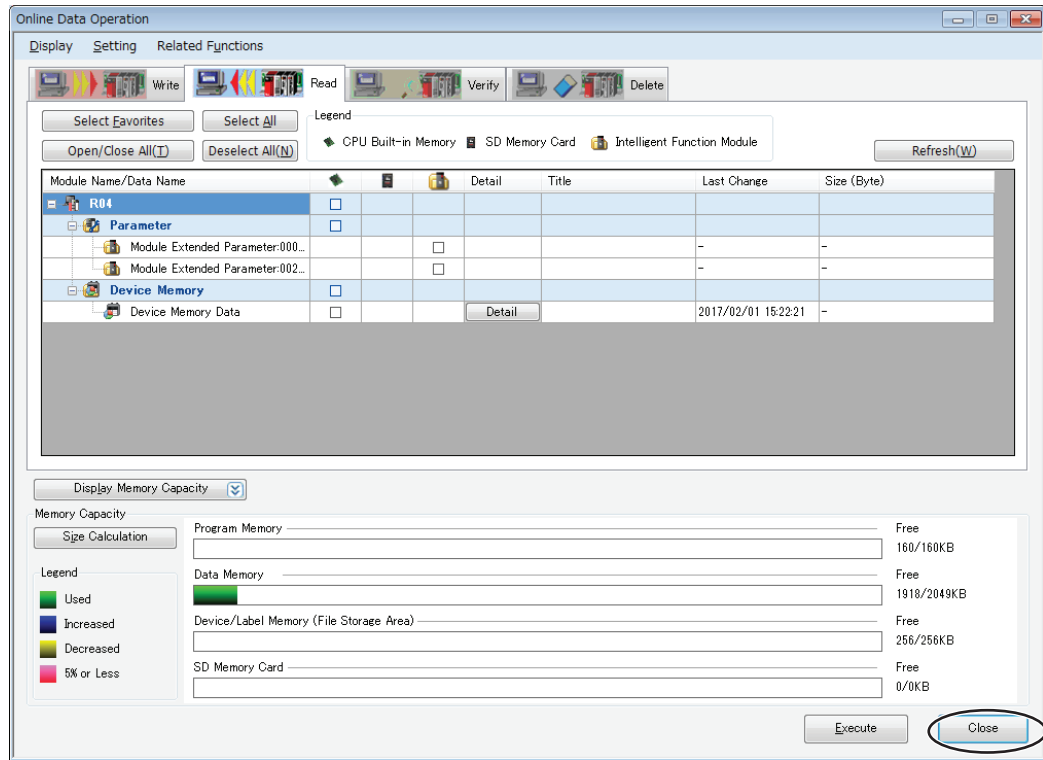 Online Data Operation
Display Setting Related Functions
Write Read Verify Delete
Select Favorites Select All Legend
CPU Built-in Memory SD Memory Card Intelligent Function Module
Open/Close All(T) Deselect All(N) Refresh(W)
Module Name/Data Name Detail Title Last Change Size (Byte)
R04
Parameter
Module Extended Parameter:000... - -
Module Extended Parameter:002... - -
Device Memory
Device Memory Data Detail 2017/02/01 15:22:21 -
Display Memory Capacity
Memory Capacity
Size Calculation
Program Memory Free
160/160KB
Legend
Used
Increased
Decreased
5% or Less
Data Memory Free
1918/2049KB
Device/Label Memory (File Storage Area) Free
256/256KB
SD Memory Card Free
0/0KB
Execute Close